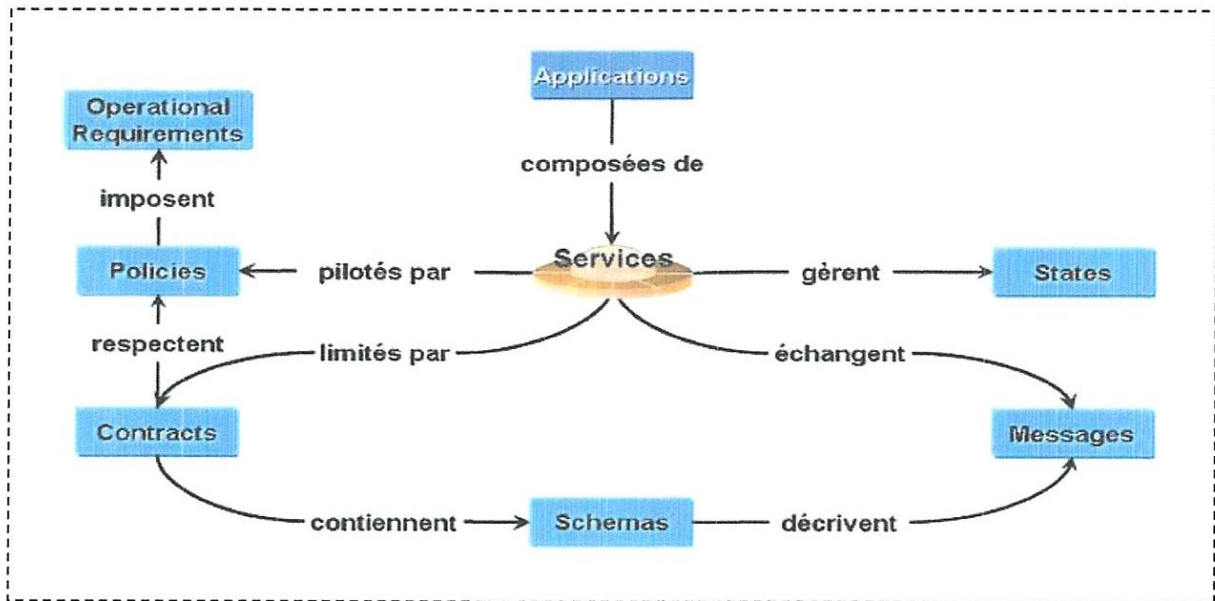 Applications
Operational
Requirements
composées de
imposent
Services
Policies
pilotés par
gèrent
States
respectent
limités par
échangent
Contracts
Messages
contiennent
Schemas
décrivent